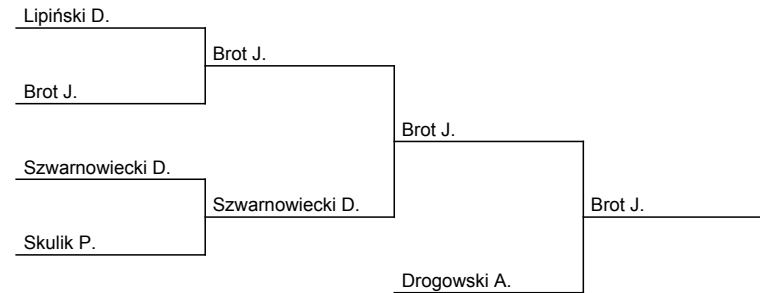 Lipiński D.
Brot J.
Brot J.
Brot J.
Szwarnowiecki D.
Szwarnowiecki D.
Brot J.
Skulik P.
Drogowski A.